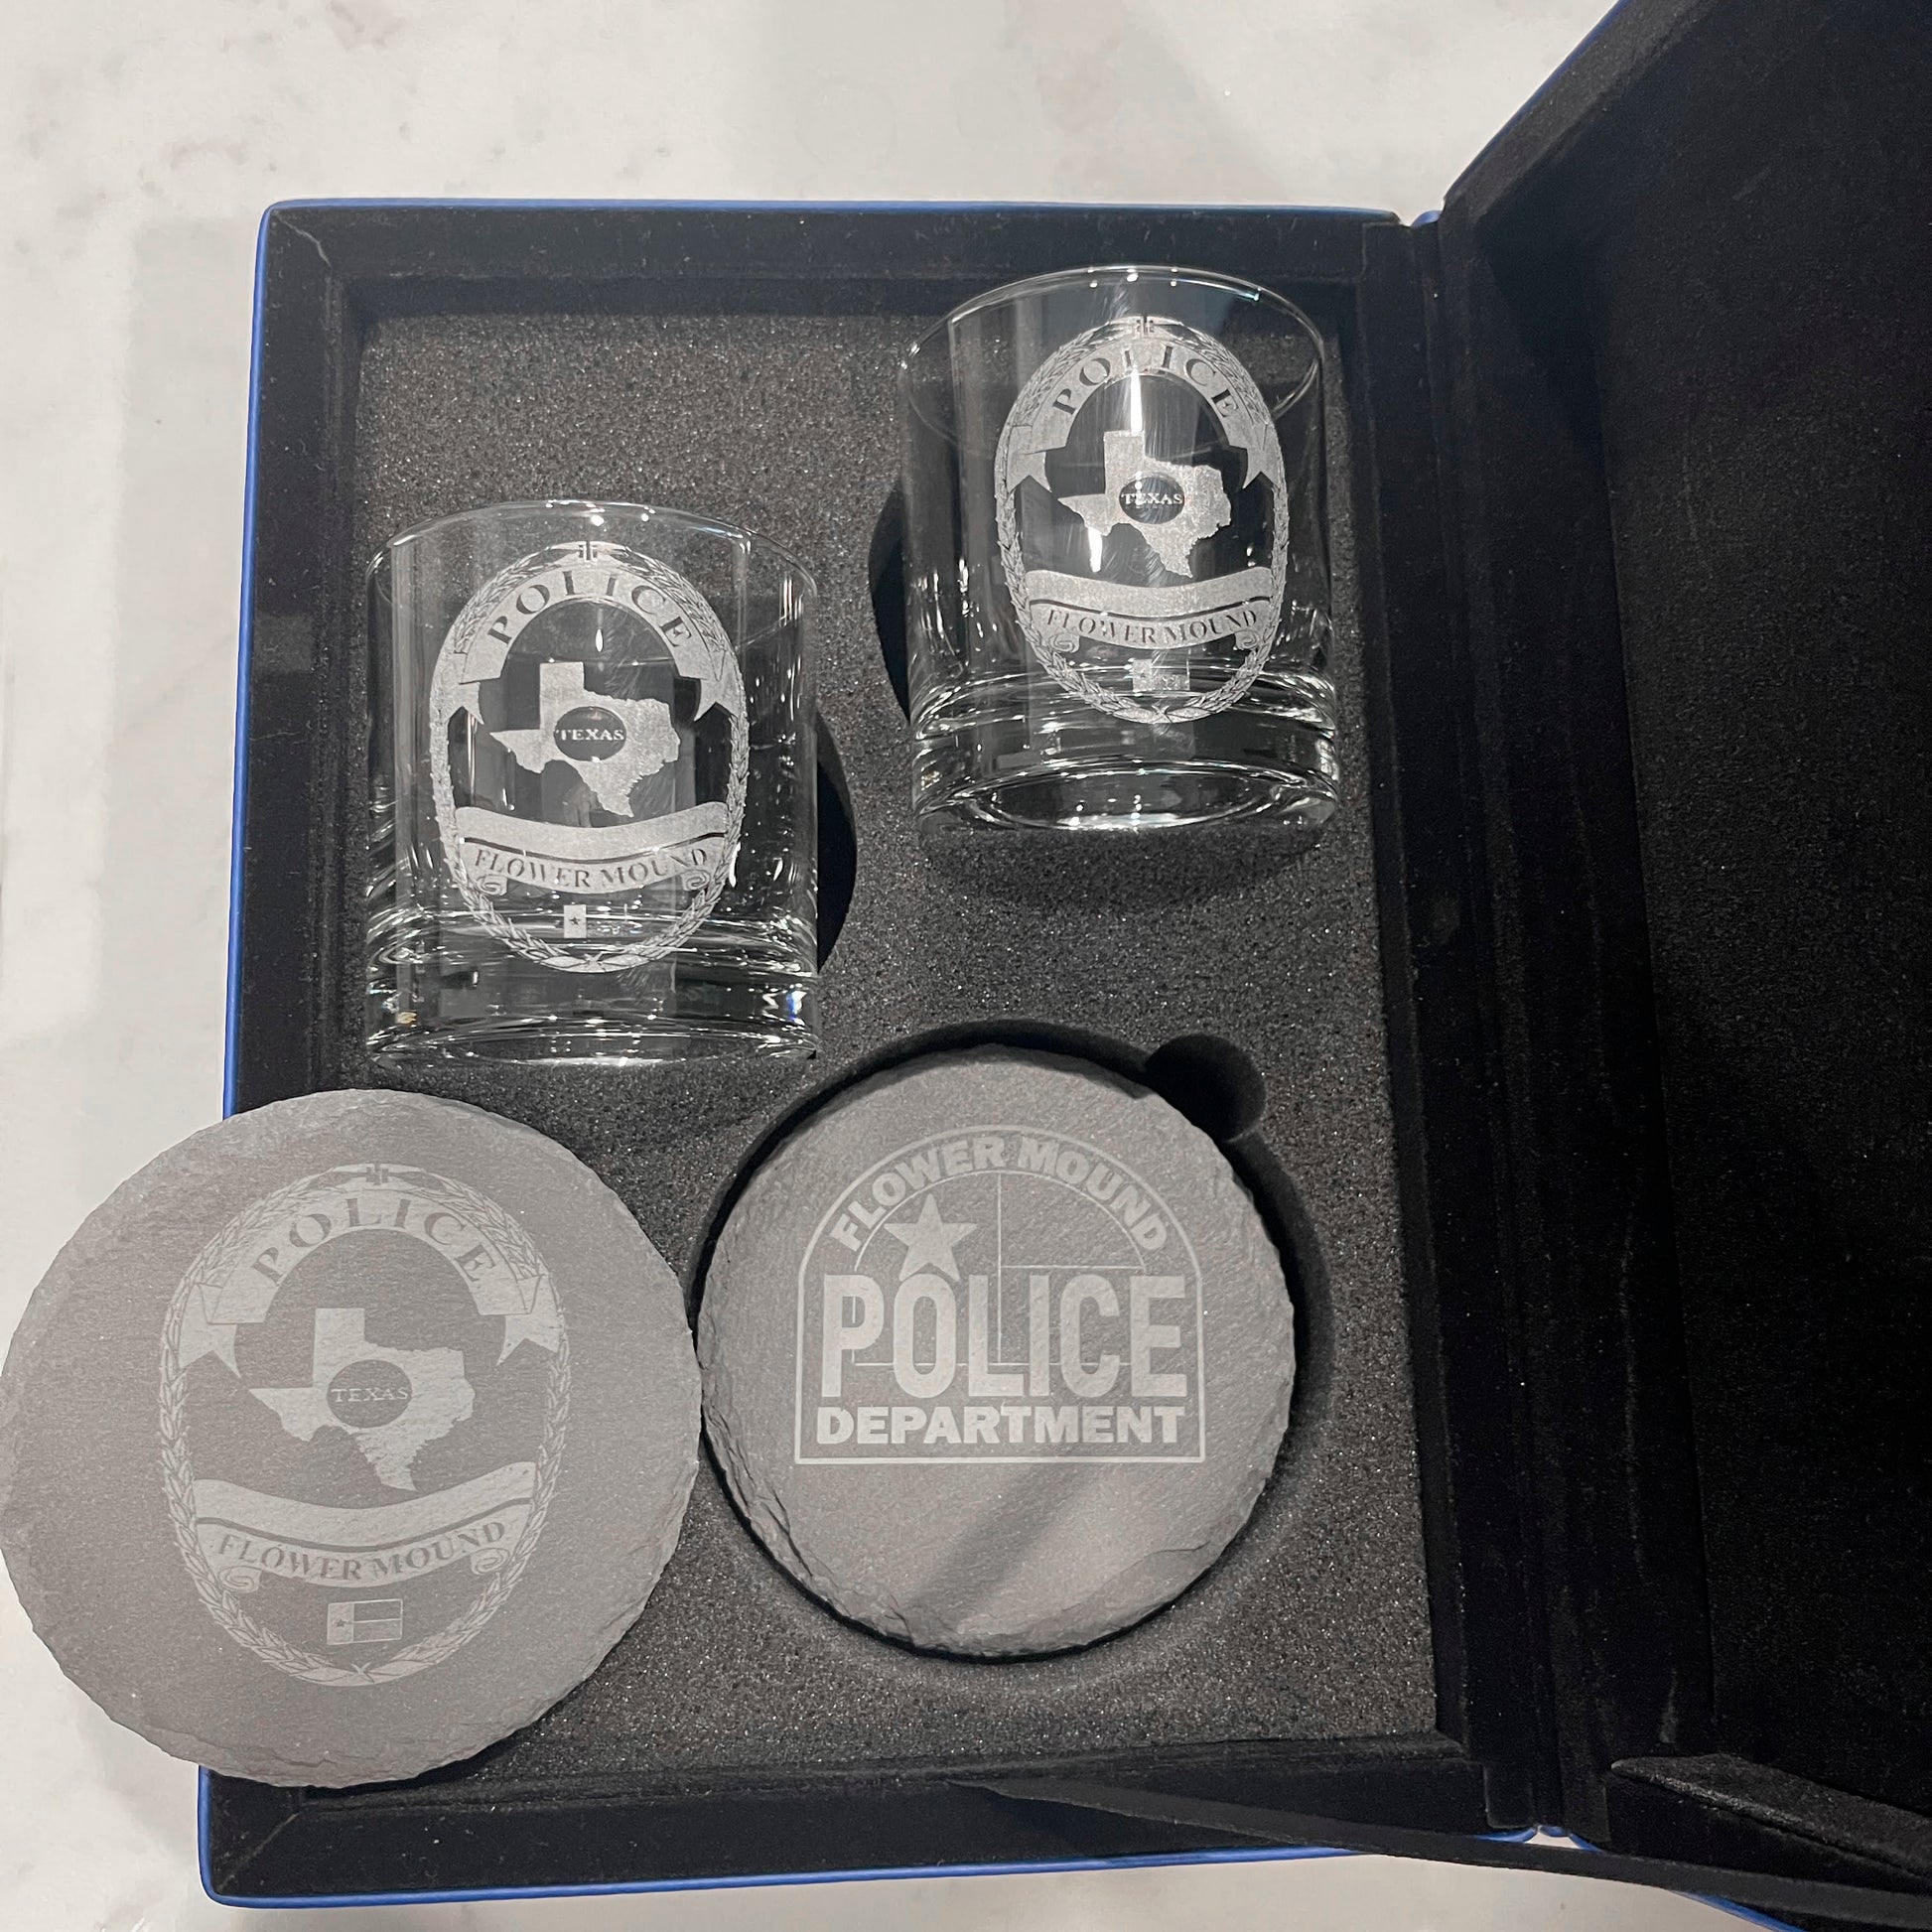 POLICE
TEXAS
FLOWER MOUND
POLICE
TEXAS
FLOWER MOUND
POLICE
TEXAS
FLOWER MOUND
FLOWER MOUND
POLICE
DEPARTMENT